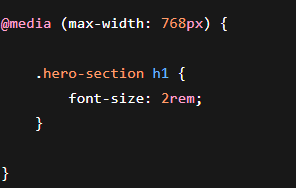 @media (max-width: 768px) {
.hero-section h1 {
font-size: 2rem;
}
}